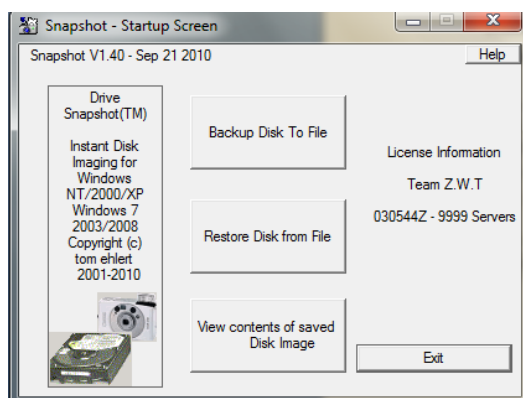 Snapshot - Startup Screen
Snapshot V1.40 - Sep 21 2010
Help
Drive
Snapshot(TM)
Instant Disk
Imaging for
Windows
NT/2000/XP
Windows 7
2003/2008
Copyright (c)
tom ehlert
2001-2010
Backup Disk To File
Restore Disk from File
View contents of saved
Disk Image
License Information
Team Z.W.T
030544Z - 9999 Servers
Exit